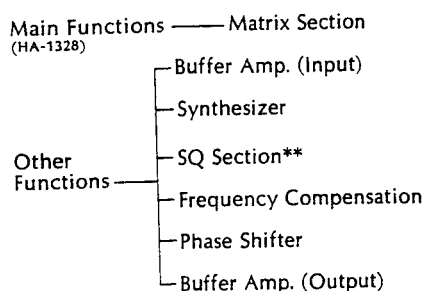 Main Functions Matrix Section
(HA-1328)
Buffer Amp. (Input)
Synthesizer
SQ Section**
Other
Functions
Frequency Compensation
Phase Shifter
Buffer Amp. (Output)